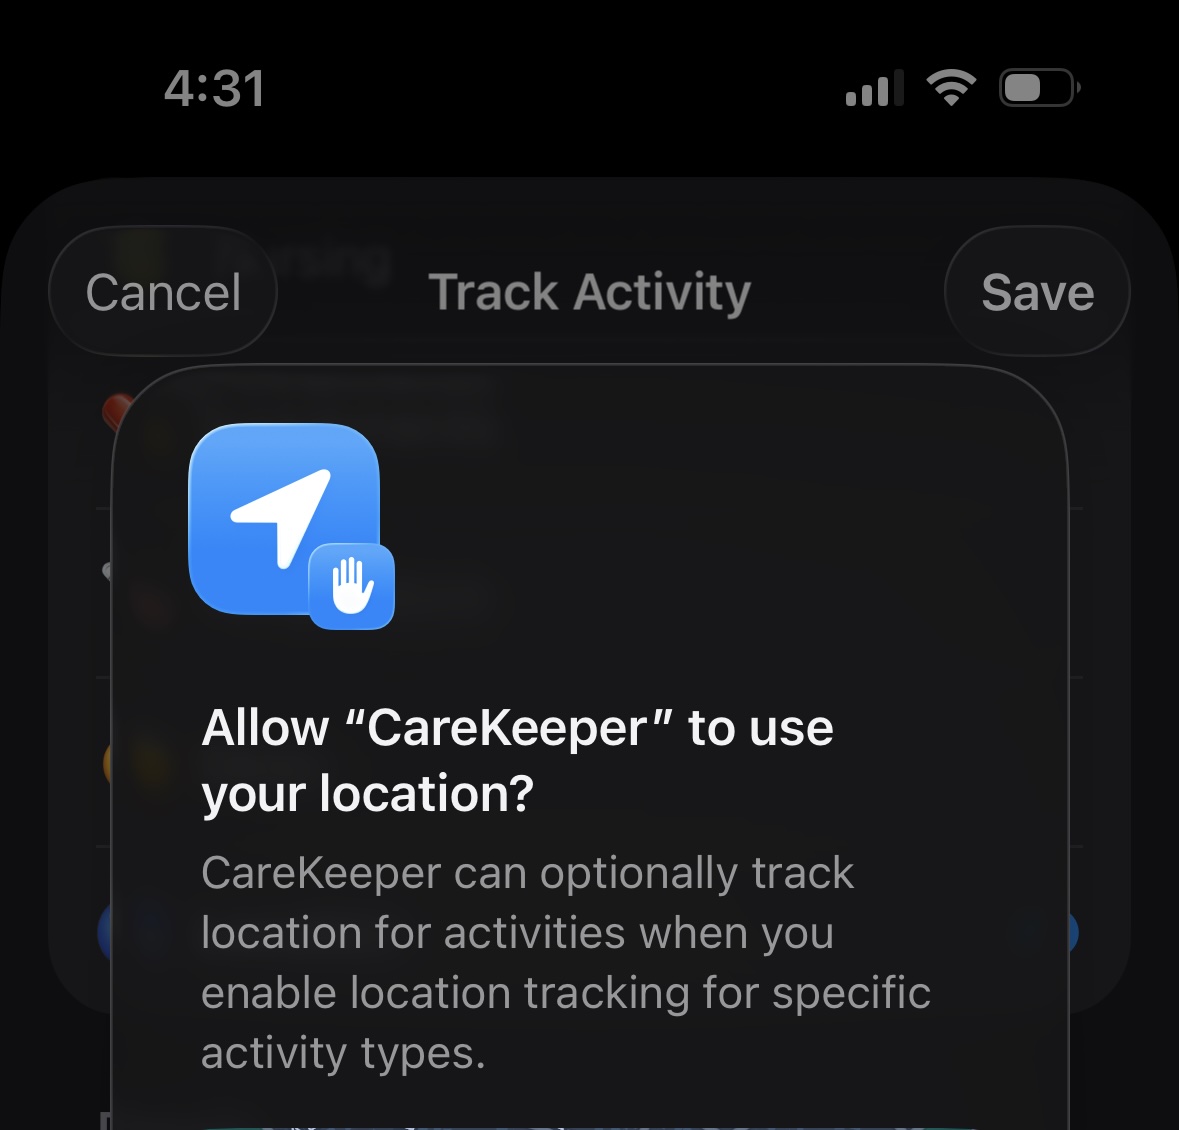 4:31
Cancel
Track Activity
Save
Allow “CareKeeper” to use
your location?
CareKeeper can optionally track
location for activities when you
enable location tracking for specific
activity types.